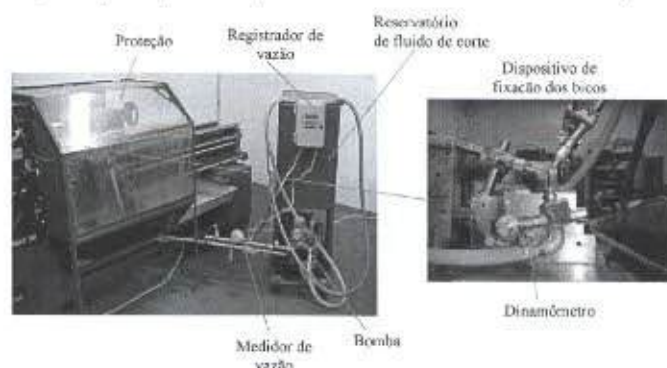 Proteção
Registrador de
vazão
Reservatório
de fluido de corte
Dispositivo de
fixação dos bicos
Medidor de
vazão
Bomba
Dinamômetro